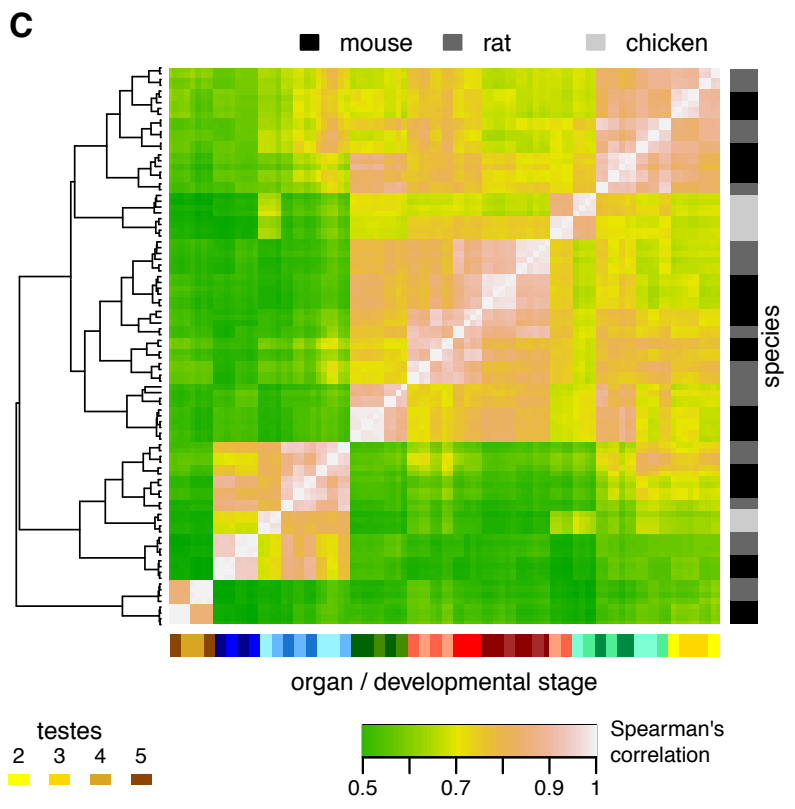 C
mouse rat chicken
species
organ / developmental stage
testes
2 3 4 5
Spearman's
correlation
0.5 0.7 0.9 1